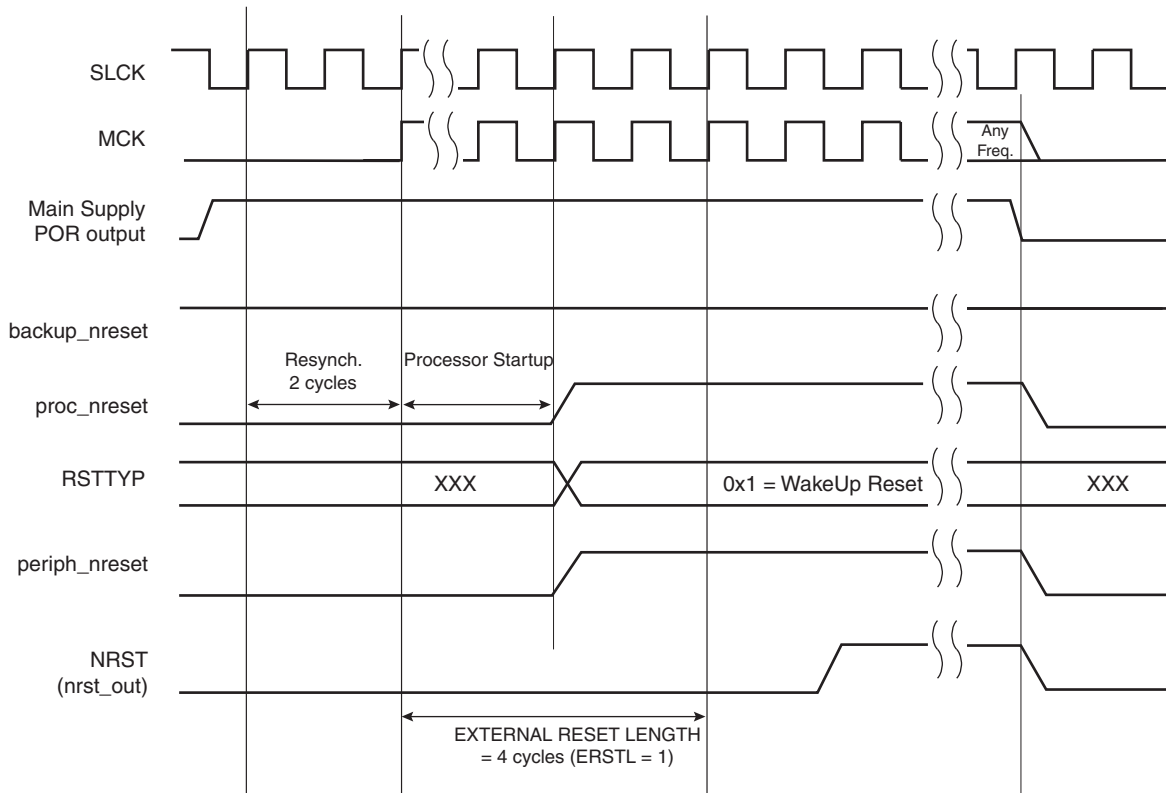 SLCK
MCK
Any
Freq.
Main Supply
POR output
backup_nreset
Resynch.
2 cycles
Processor Startup
proc_nreset
RSTTYP
XXX
0x1 = WakeUp Reset
XXX
periph_nreset
NRST
(nrst_out)
EXTERNAL RESET LENGTH
= 4 cycles (ERSTL = 1)